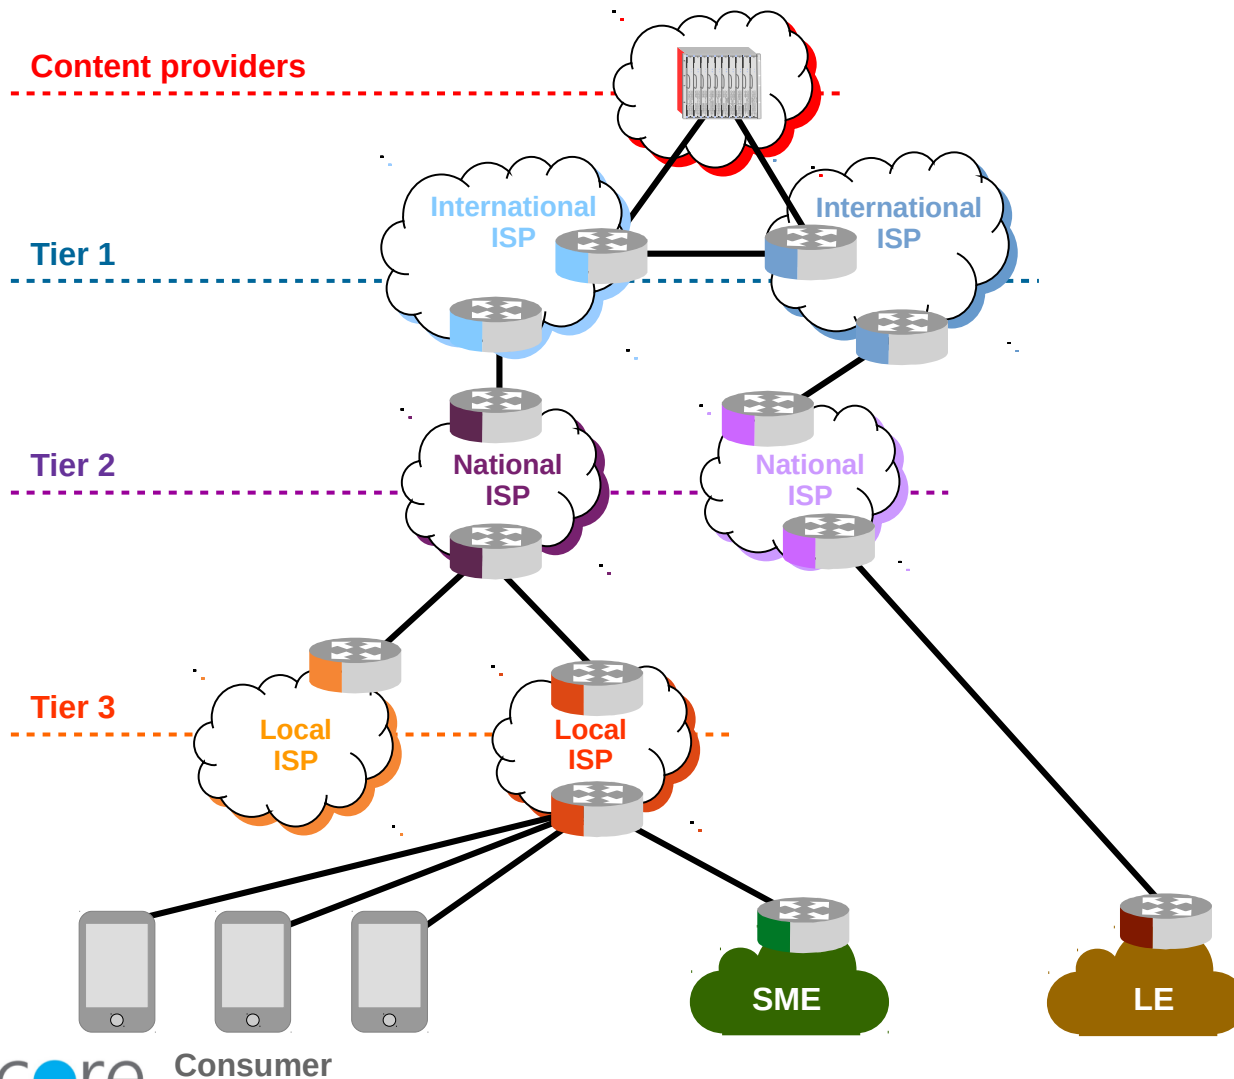 Content providers
International
ISP
International
ISP
Tier 1
Tier 2
National
ISP
National
ISP
Tier 3
Local
ISP
Local
ISP
SME
LE
core
Consumer